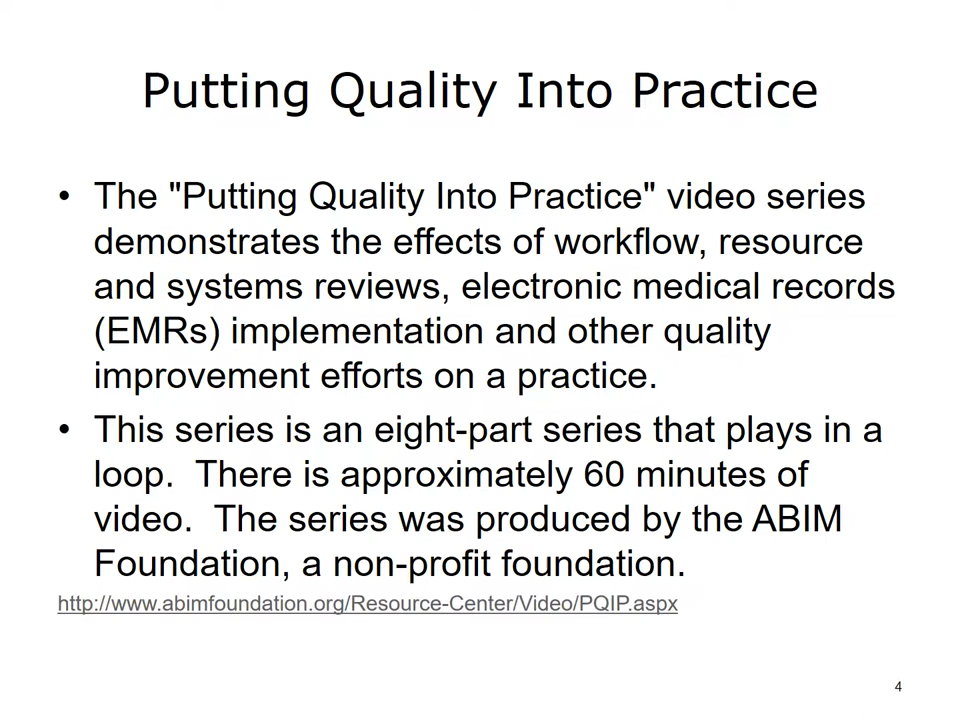 Putting Quality Into Practice
• The "Putting Quality Into Practice" video series
demonstrates the effects of workflow, resource
and systems reviews, electronic medical records
(EMRs) implementation and other quality
improvement efforts on a practice.
• This series is an eight-part series that plays in a
loop.  There is approximately 60 minutes of
video.  The series was produced by the ABIM
Foundation, a non-profit foundation.
http://www.abimfoundation.org/Resource-Center/Video/PQIP.aspx
4